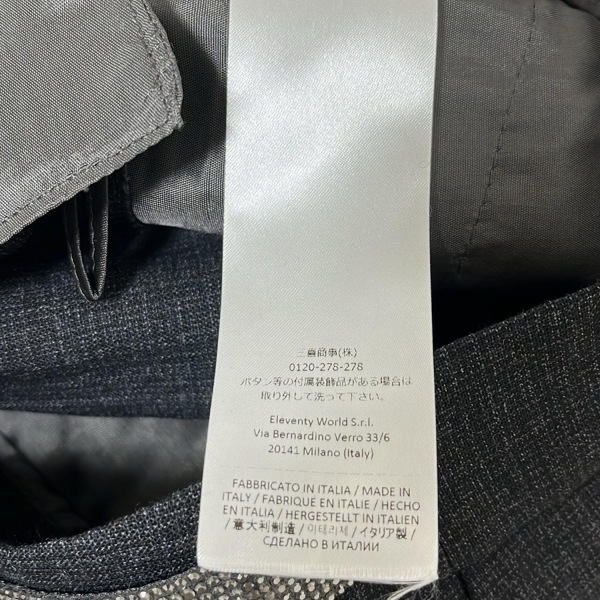 三喜商事(株)
0120-278-278
ボタン等の付属装飾品がある場合は
取り外して洗って下さい。
Eleventy World S.r.l.
Via Bernardino Verro 33/6
20141 Milano (Italy)
FABBRICATO IN ITALIA / MADE IN
ITALY / FABRIQUÉ EN ITALIE / HECHO
EN ITALIA / HERGESTELLT IN ITALIEN
/ 意大利制造 / 이태리제 / イタリア製 /
СДЕЛАНО В ИТАЛИИ